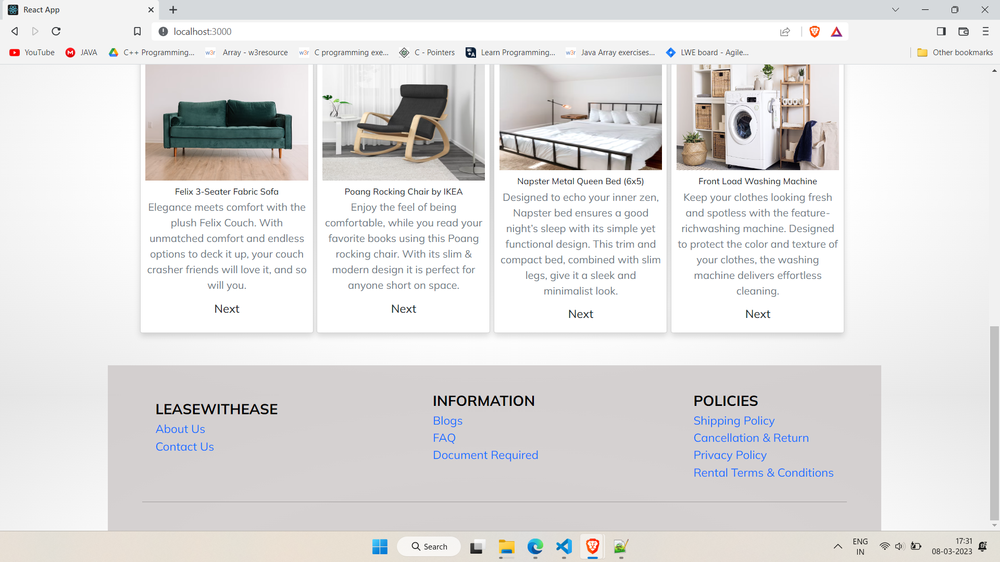 React App
localhost:3000
YouTube
JAVA
C++ Programming...
w3r
Array - w3resource
w3r
C programming exe...
C - Pointers
Learn Programming...
w3r
Java Array exercises...
LWE board - Agile...
Other bookmarks
Felix 3-Seater Fabric Sofa
Elegance meets comfort with the
plush Felix Couch. With
unmatched comfort and endless
options to deck it up, your couch
crasher friends will love it, and so
will you.
Next
Poang Rocking Chair by IKEA
Enjoy the feel of being
comfortable, while you read your
favorite books using this Poang
rocking chair. With its slim &
modern design it is perfect for
anyone short on space.
Next
Napster Metal Queen Bed (6x5)
Designed to echo your inner zen,
Napster bed ensures a good
night's sleep with its simple yet
functional design. This trim and
compact bed, combined with slim
legs, give it a sleek and
minimalist look.
Next
Front Load Washing Machine
Keep your clothes looking fresh
and spotless with the feature-
richwashing machine. Designed
to protect the color and texture of
your clothes, the washing
machine delivers effortless
cleaning.
Next
LEASEWITHEASE
About Us
Contact Us
INFORMATION
Blogs
FAQ
Document Required
POLICIES
Shipping Policy
Cancellation & Return
Privacy Policy
Rental Terms & Conditions
Search
ENG
IN
17:31
08-03-2023